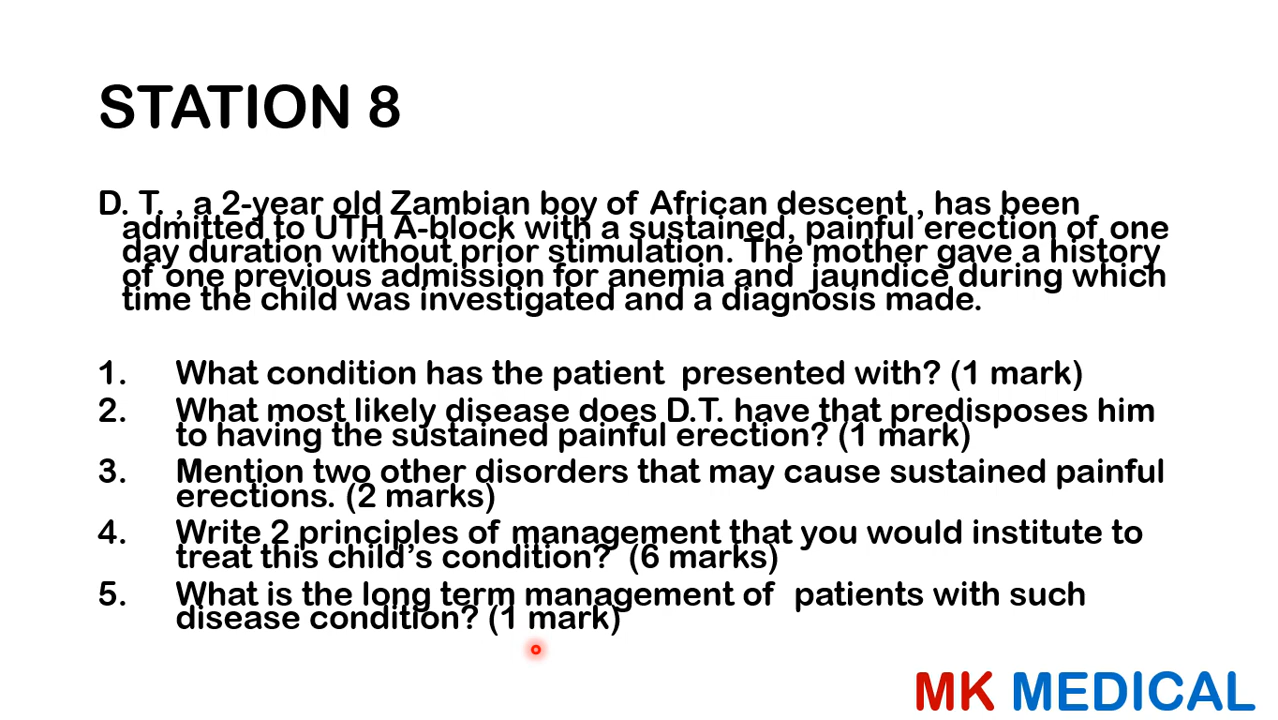 STATION 8
D. T. , a 2-year old Zambian boy of African descent , has been
admitted to UTH A-block with a sustained, painful erection of one
day duration without prior stimulation. The mother gave a history
of one previous admission for anemia and jaundice during which
time the child was investigated and a diagnosis made.
1. What condition has the patient presented with? (1 mark)
2. What most likely disease does D.T. have that predisposes him
to having the sustained painful erection? (1 mark)
3. Mention two other disorders that may cause sustained painful
erections. (2 marks)
4. Write 2 principles of management that you would institute to
treat this child’s condition? (6 marks)
5. What is the long term management of patients with such
disease condition? (1 mark)
MK MEDICAL